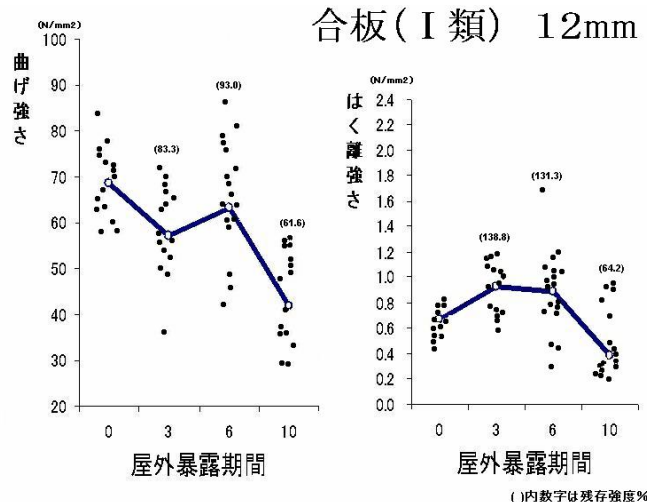 合板(Ⅰ類) 12mm
(N/mm2)
曲げ強さ
100
90
80
70
60
50
40
30
20
(83.3)
(93.0)
(61.6)
0 3 6 10
屋外暴露期間
(N/mm2)
はく離強さ
2.4
2.2
2.0
1.8
1.6
1.4
1.2
1.0
0.8
0.6
0.4
0.2
0.0
(138.8)
(131.3)
(64.2)
0 3 6 10
屋外暴露期間
( )内数字は残存強度%